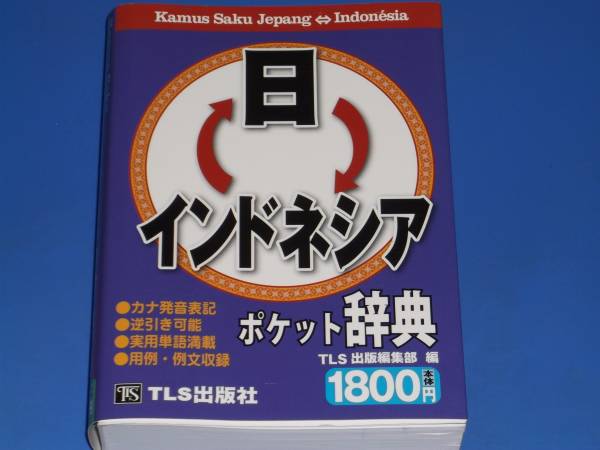 Kamus Saku Jepang ⇔ Indonésia
日
インドネシア
●カナ発音表記
●逆引き可能
●実用単語満載
●用例・例文収録
ポケット辞典
TLS 出版編集部 編
1800本体円
TLS TLS出版社